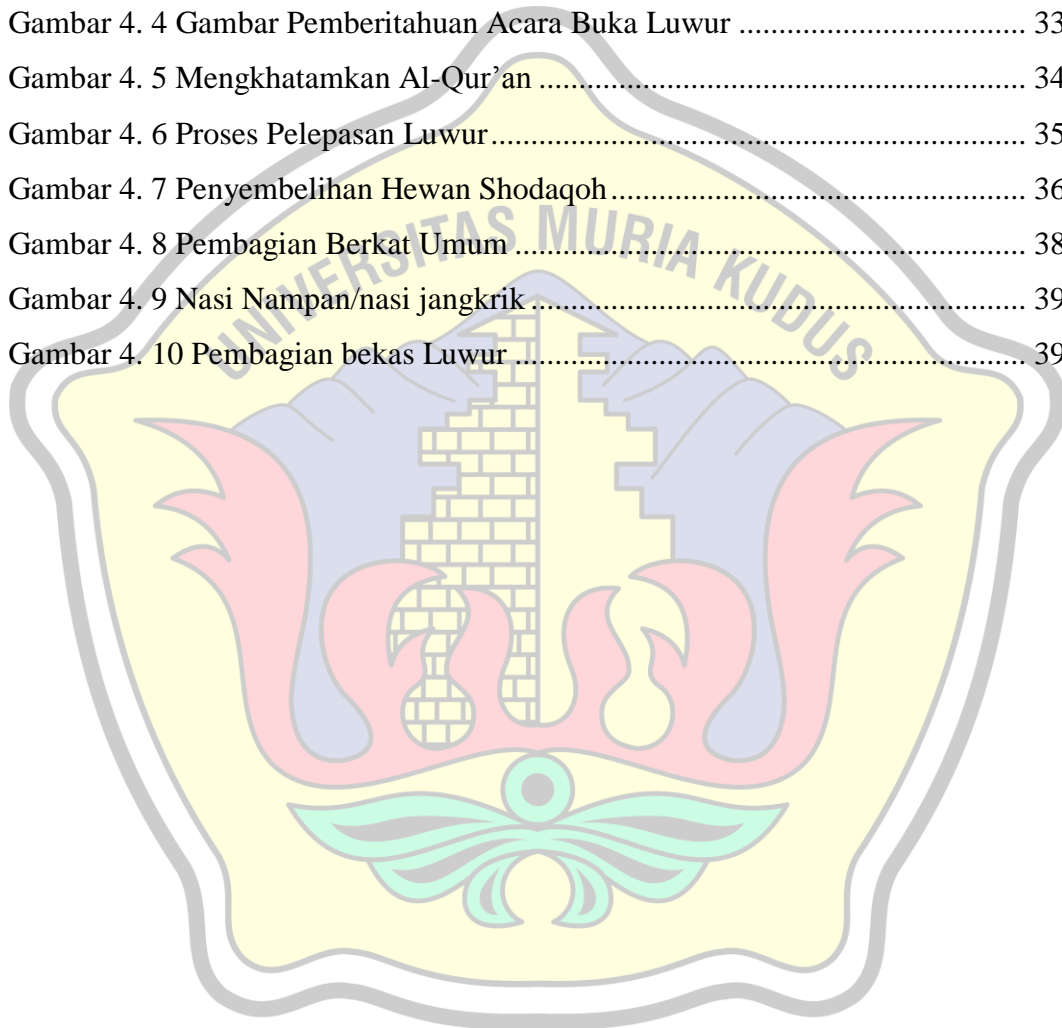 Gambar 4. 4 Gambar Pemberitahuan Acara Buka Luwur ................................ 33
Gambar 4. 5 Mengkhatamkan Al-Qur’an ........................................................ 34
Gambar 4. 6 Proses Pelepasan Luwur.............................................................. 35
Gambar 4. 7 Penyembelihan Hewan Shodaqoh................................................ 36
Gambar 4. 8 Pembagian Berkat Umum ........................................................... 38
Gambar 4. 9 Nasi Nampan/nasi jangkrik ......................................................... 39
Gambar 4. 10 Pembagian bekas Luwur ........................................................... 39
UNIVERSITAS MURIA KUDUS